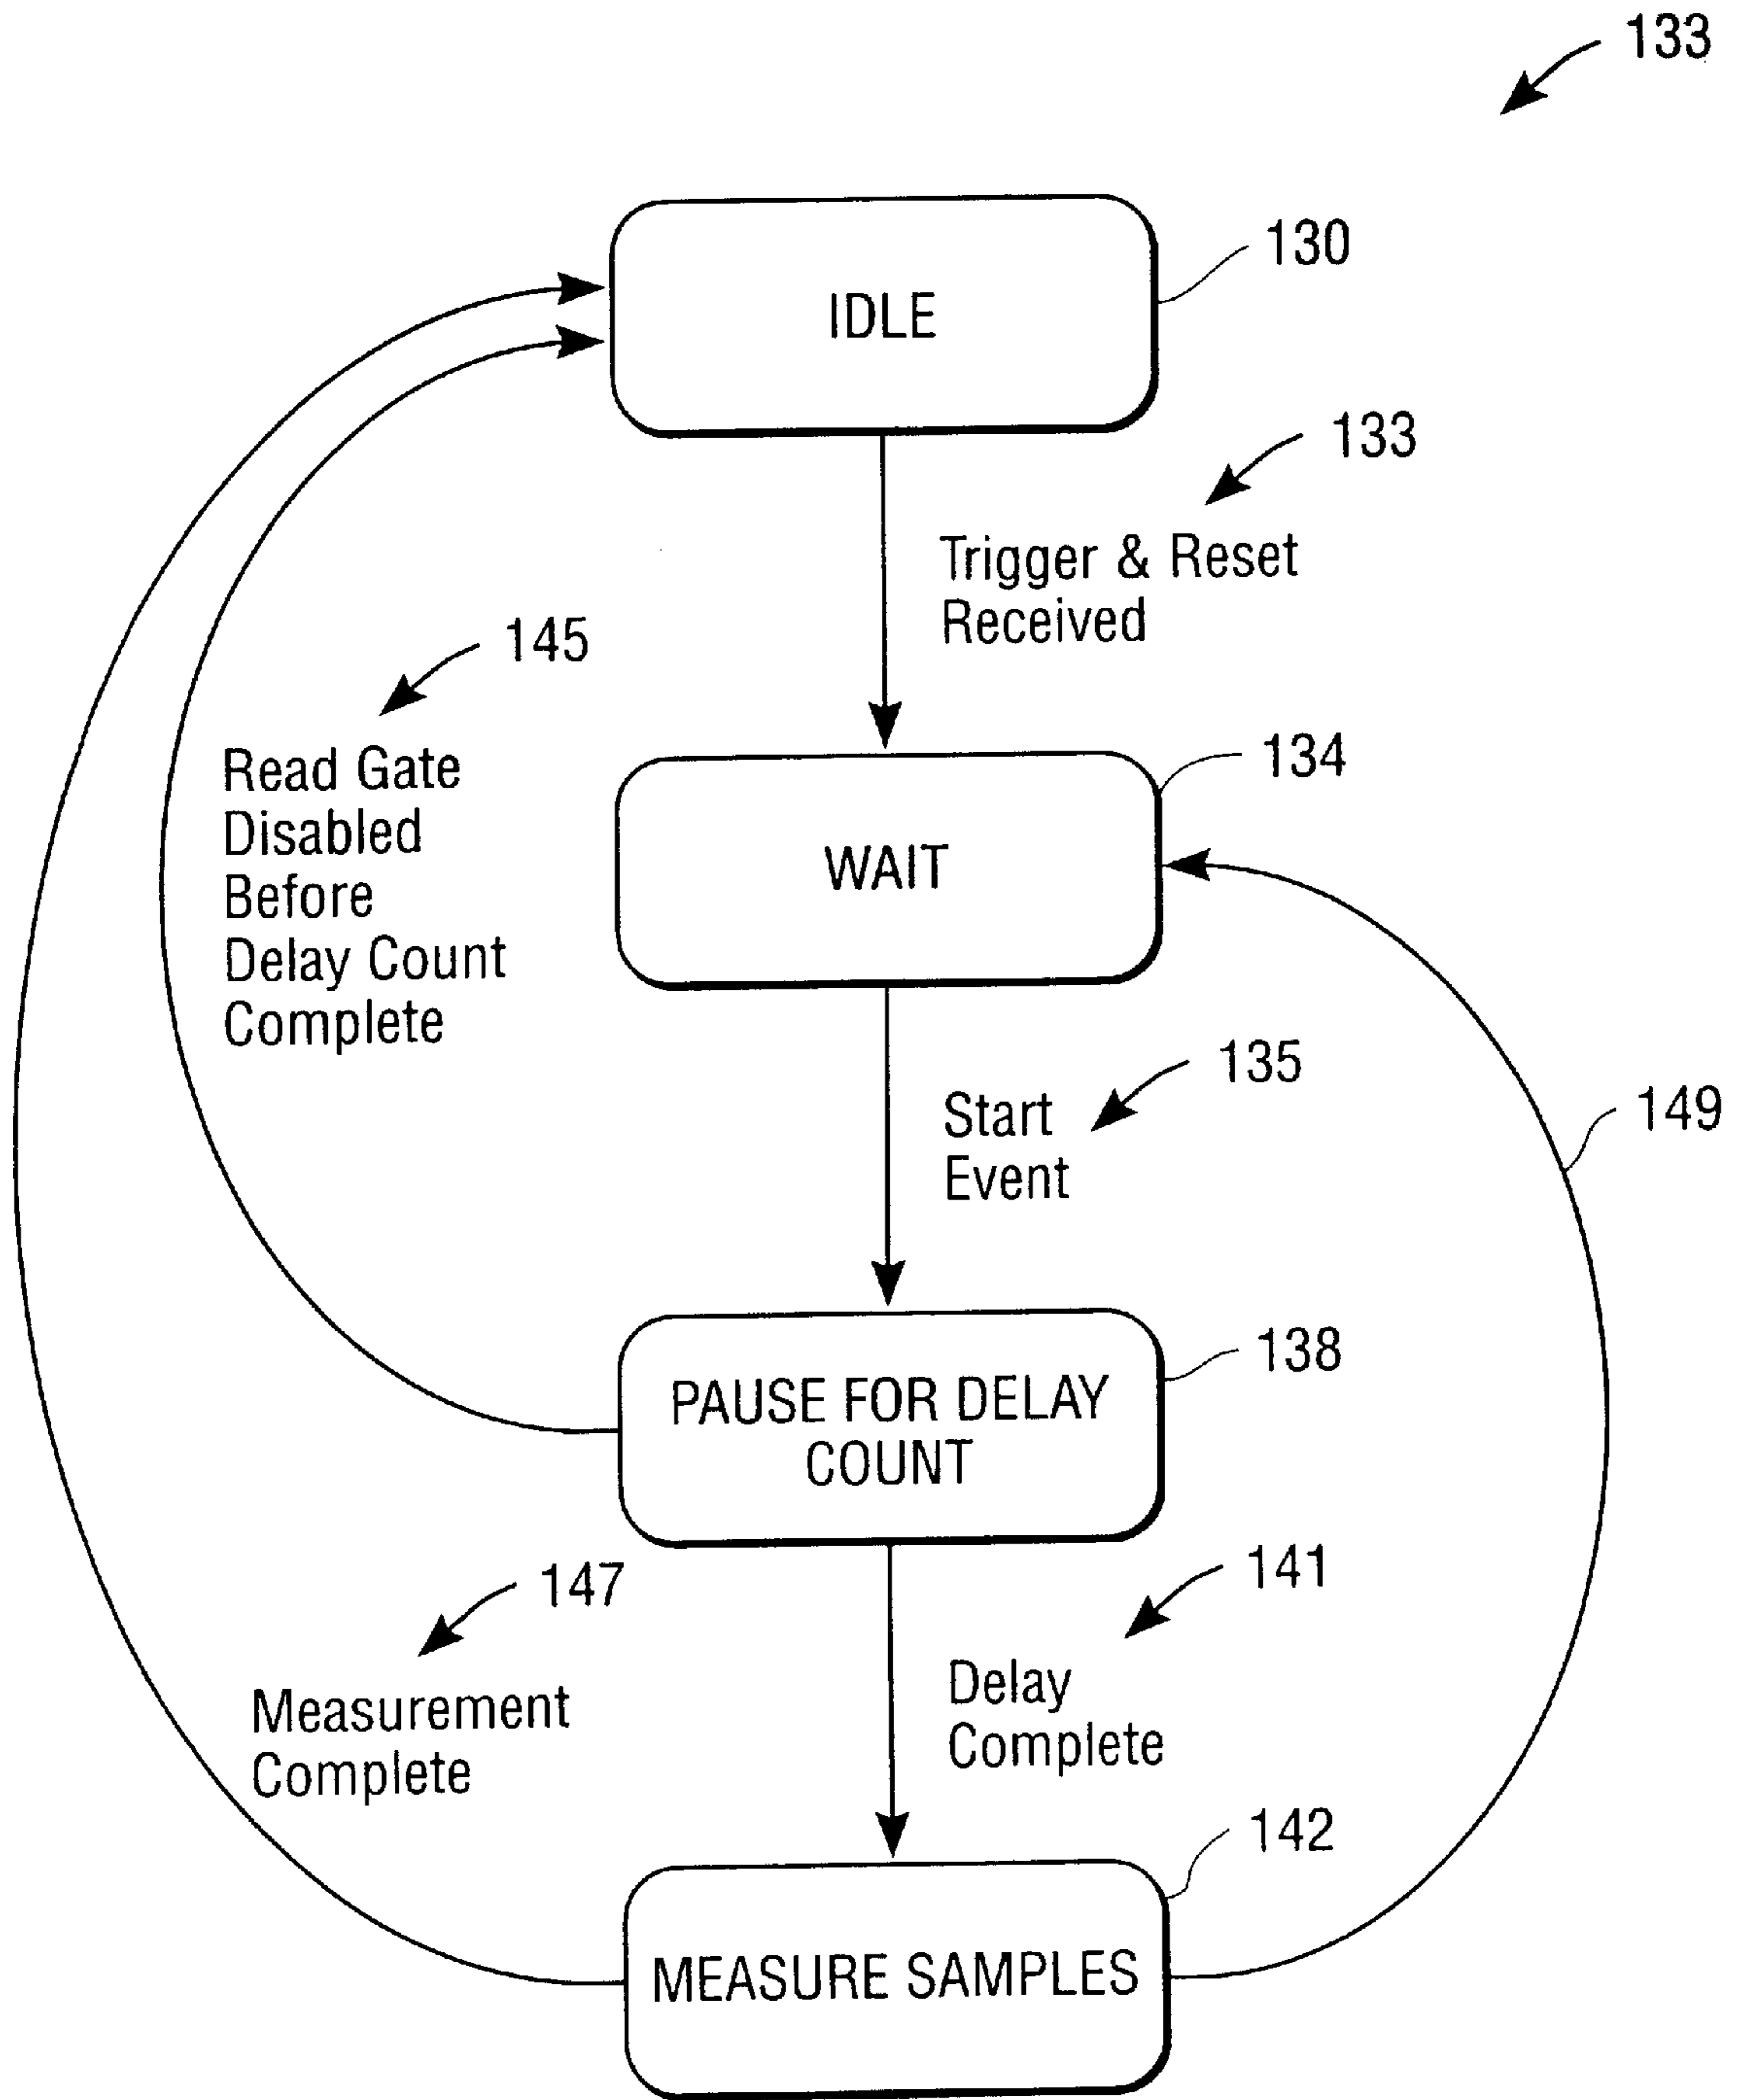 133
130
IDLE
133
Trigger & Reset
Received
145
Read Gate
Disabled
Before
Delay Count
Complete
134
WAIT
135
Start
Event
149
138
PAUSE FOR DELAY
COUNT
147
Measurement
Complete
141
Delay
Complete
142
MEASURE SAMPLES